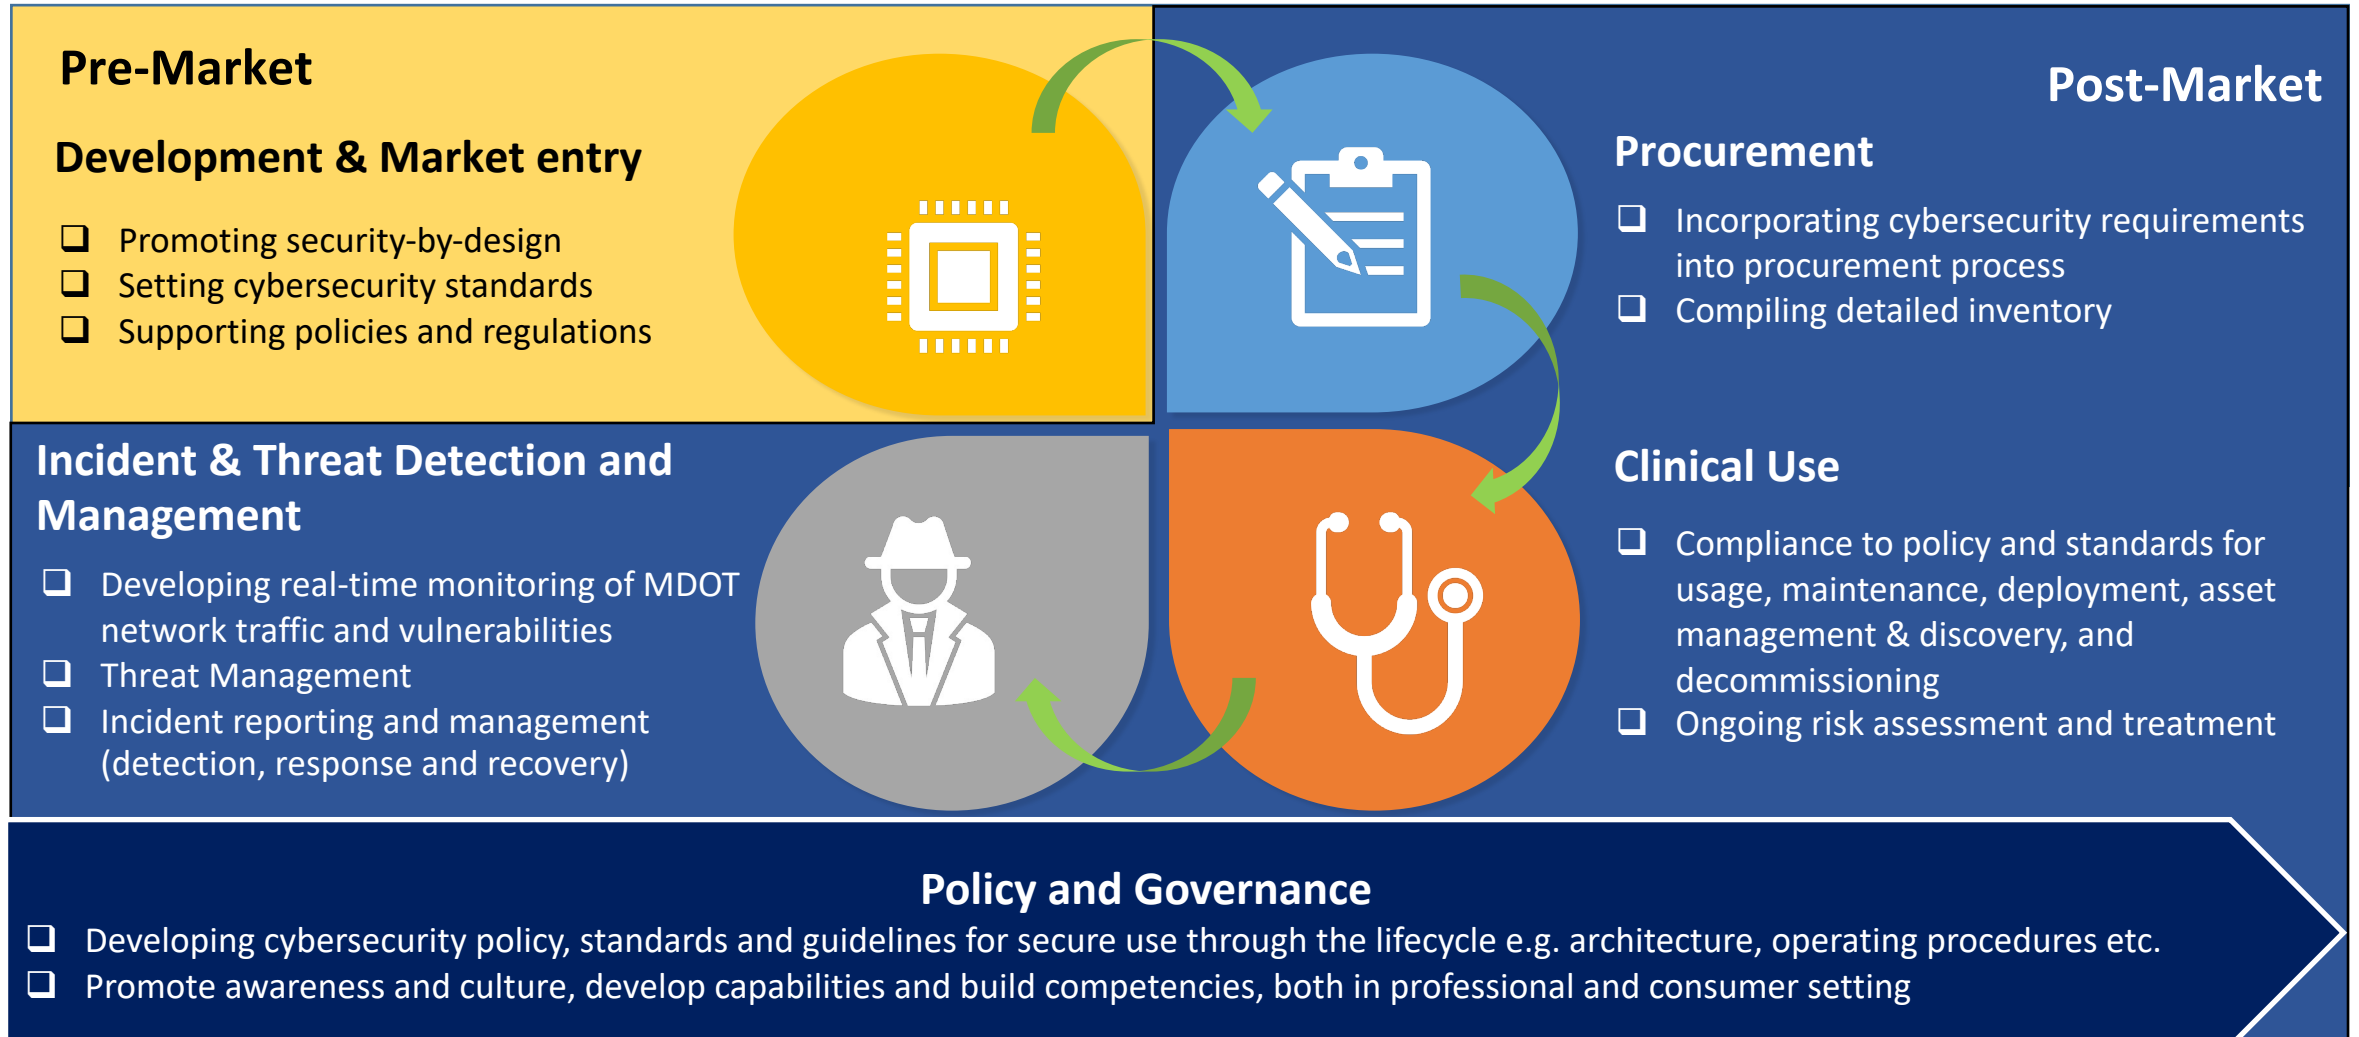 Pre-Market
Development & Market entry
Promoting security-by-design
Setting cybersecurity standards
Supporting policies and regulations
Post-Market
Procurement
Incorporating cybersecurity requirements
into procurement process
Compiling detailed inventory
Incident & Threat Detection and
Management
Developing real-time monitoring of MDOT
network traffic and vulnerabilities
Threat Management
Incident reporting and management
(detection, response and recovery)
Clinical Use
Compliance to policy and standards for
usage, maintenance, deployment, asset
management & discovery, and
decommissioning
Ongoing risk assessment and treatment
Policy and Governance
Developing cybersecurity policy, standards and guidelines for secure use through the lifecycle e.g. architecture, operating procedures etc.
Promote awareness and culture, develop capabilities and build competencies, both in professional and consumer setting